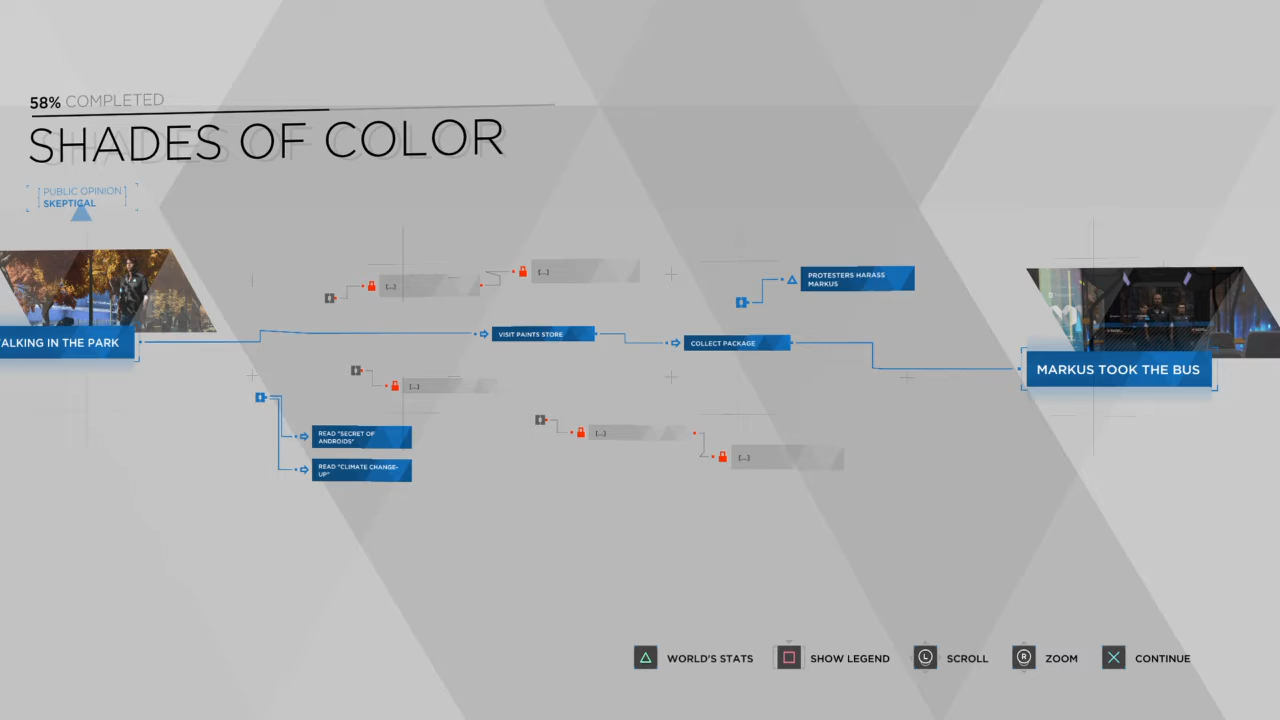 58% COMPLETED
SHADES OF COLOR
PUBLIC OPINION
SKEPTICAL
[...]
[...]
PROTESTERS HARASS
MARKUS
VISIT PAINTS STORE
ALKING IN THE PARK
COLLECT PACKAGE
MARKUS TOOK THE BUS
[...]
READ "SECRET OF
ANDROIDS"
[...]
READ "CLIMATE CHANGE-
UP"
[...]
WORLD'S STATS
SHOW LEGEND
L
SCROLL
R
ZOOM
CONTINUE